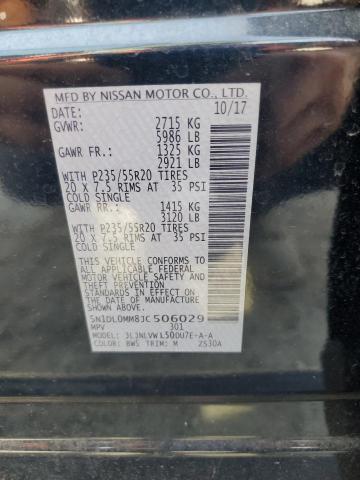 MFD BY NISSAN MOTOR CO., LTD.
DATE: 10/17
GVWR: 2715 KG
5986 LB
GAWR FR.: 1325 KG
2921 LB
WITH P235/55R20 TIRES
20 X 7.5 RIMS AT 35 PSI
COLD SINGLE
GAWR RR.: 1415 KG
3120 LB
WITH P235/55R20 TIRES
20 X 7.5 RIMS AT 35 PSI
COLD SINGLE
THIS VEHICLE CONFORMS TO
ALL APPLICABLE FEDERAL MOTOR
VEHICLE SAFETY AND
THEFT PREVENTION
STANDARDS IN EFFECT ON
THE DATE OF MANUFACTURE
SHOWN ABOVE.
5N1DL0MM8JC506029
MPV 301
MODEL: 3LJNLVWL50DU7E-A-A
COLOR: BW5 TRIM: M 2530A